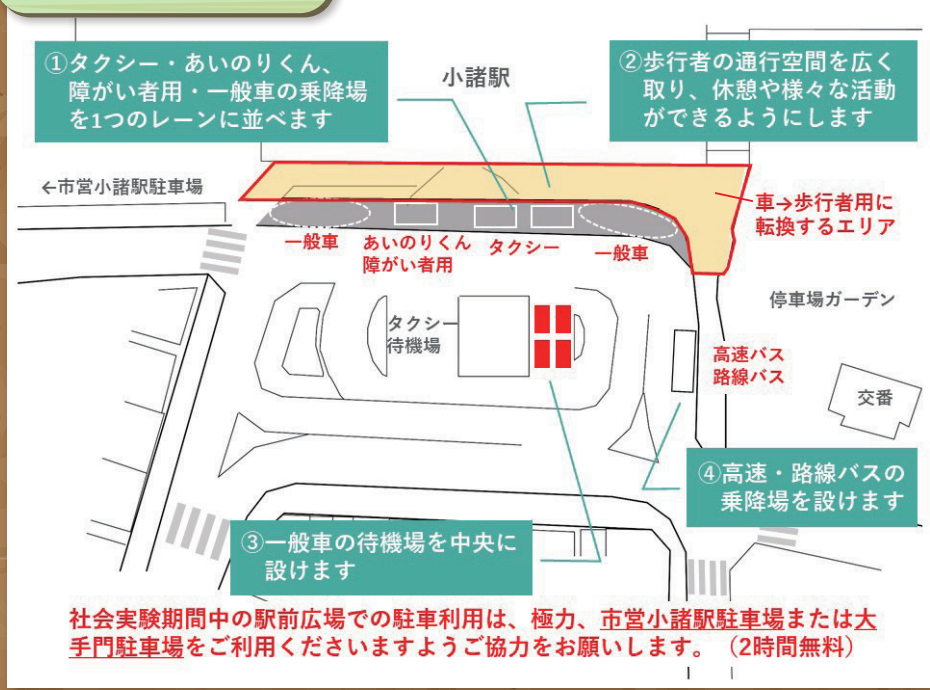 ①タクシー・あいのりくん、
障がい者用・一般車の乗降場
を1つのレーンに並べます
小諸駅
②歩行者の通行空間を広く
取り、休憩や様々な活動
ができるようにします
←市営小諸駅駐車場
車→歩行者用に
転換するエリア
一般車
あいのりくん
障がい者用
タクシー
一般車
停車場ガーデン
タクシー
待機場
高速バス
路線バス
交番
④高速・路線バスの
乗降場を設けます
③一般車の待機場を中央に
設けます
社会実験期間中の駅前広場での駐車利用は、極力、市営小諸駅駐車場または大
手門駐車場をご利用くださいますようご協力をお願いします。（2時間無料）